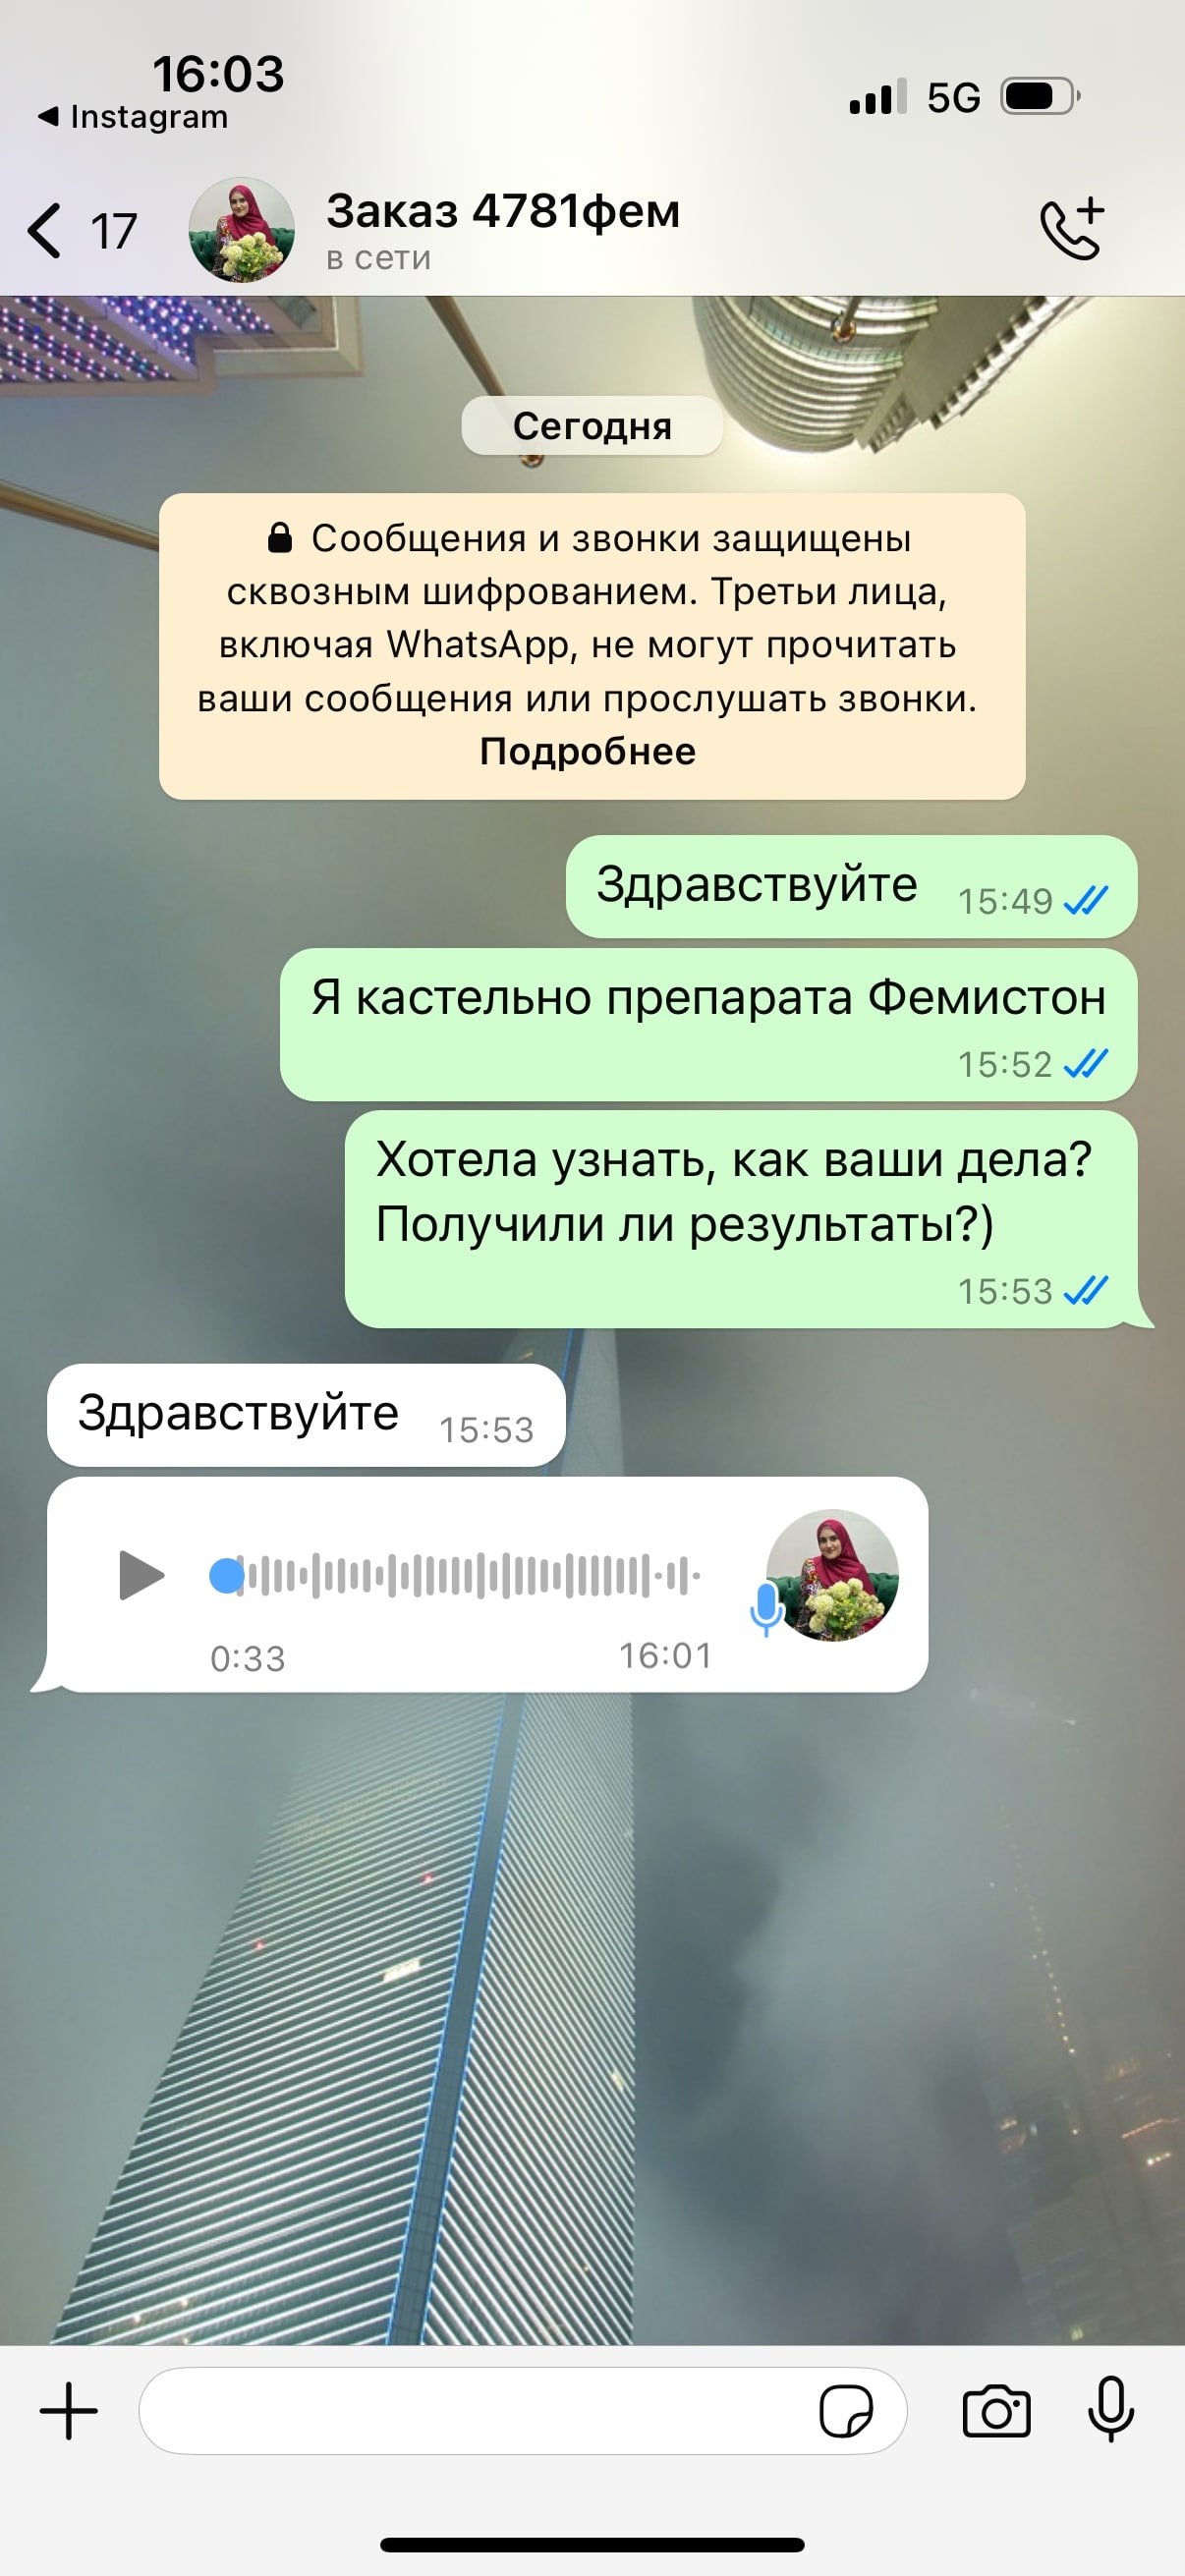 16:03
Instagram
5G
17
Заказ 4781фем
в сети
Сегодня
Сообщения и звонки защищены
сквозным шифрованием. Третьи лица,
включая WhatsApp, не могут прочитать
ваши сообщения или прослушать звонки.
Подробнее
Здравствуйте 15:49
Я кастельно препарата Фемистон
15:52
Хотела узнать, как ваши дела?
Получили ли результаты?)
15:53
Здравствуйте 15:53
0:33 16:01